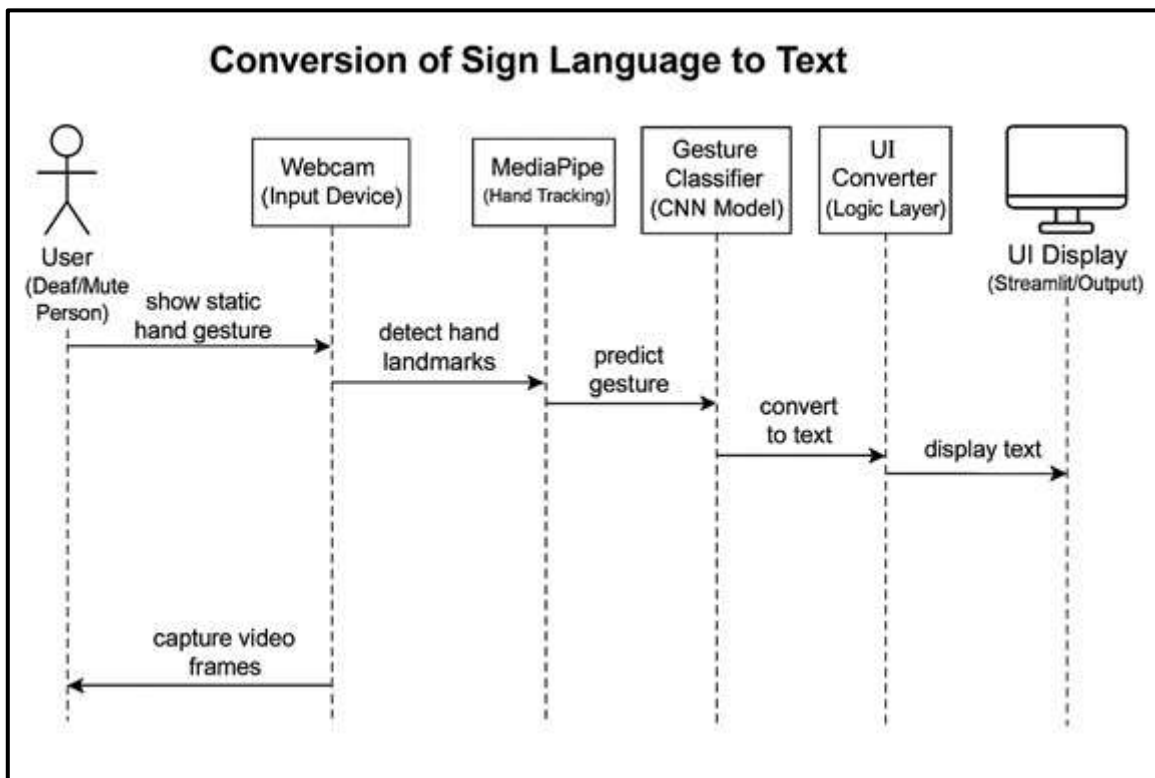 Conversion of Sign Language to Text
User
(Deaf/Mute
Person)
Webcam
(Input Device)
MediaPipe
(Hand Tracking)
Gesture
Classifier
(CNN Model)
UI
Converter
(Logic Layer)
UI Display
(Streamlit/Output)
show static
hand gesture
detect hand
landmarks
predict
gesture
convert
to text
display text
capture video
frames